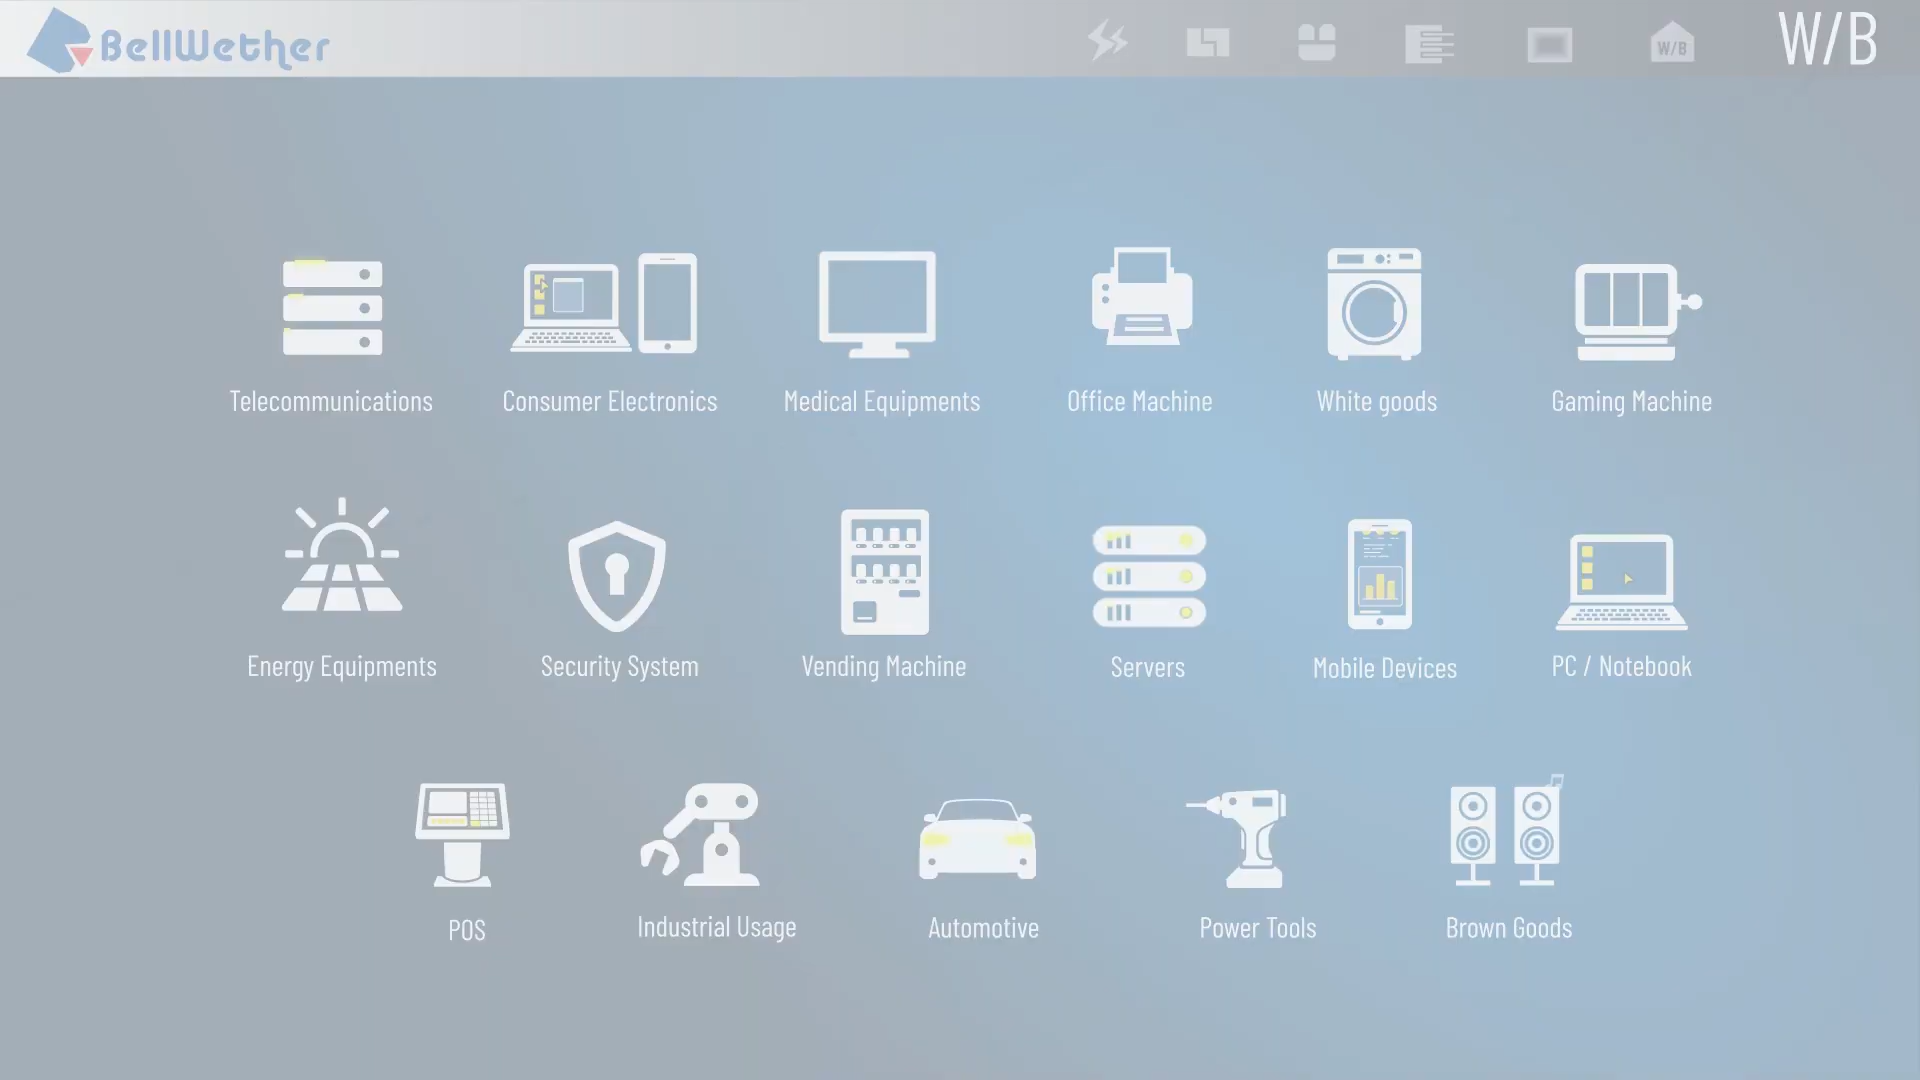 BellWether
W/B
W/B
Telecommunications
Consumer Electronics
Medical Equipments
Office Machine
White goods
Gaming Machine
Energy Equipments
Security System
Vending Machine
Servers
Mobile Devices
PC / Notebook
POS
Industrial Usage
Automotive
Power Tools
Brown Goods